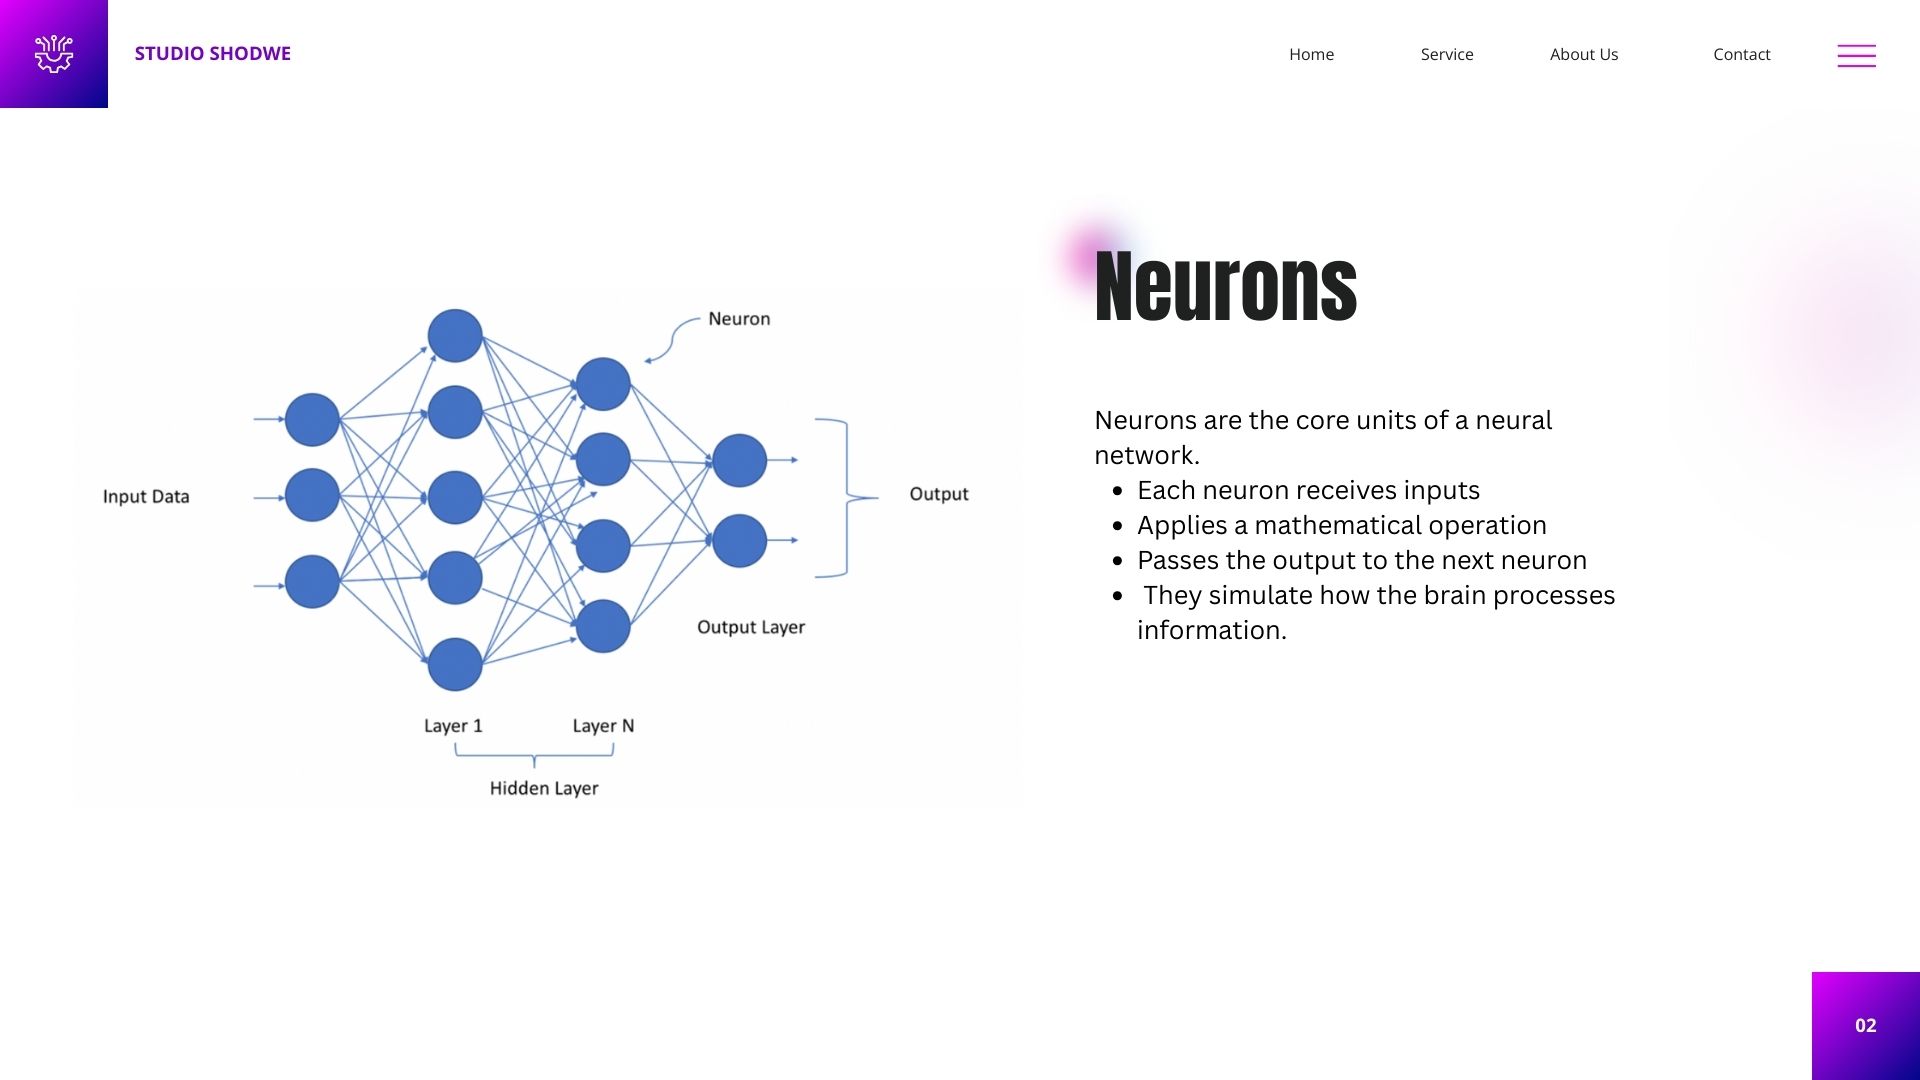 STUDIO SHODWE
Home
Service
About Us
Contact
Neuron
Input Data
Output
Output Layer
Layer 1
Layer N
Hidden Layer
Neurons
Neurons are the core units of a neural
network.
• Each neuron receives inputs
• Applies a mathematical operation
• Passes the output to the next neuron
• They simulate how the brain processes
information.
02